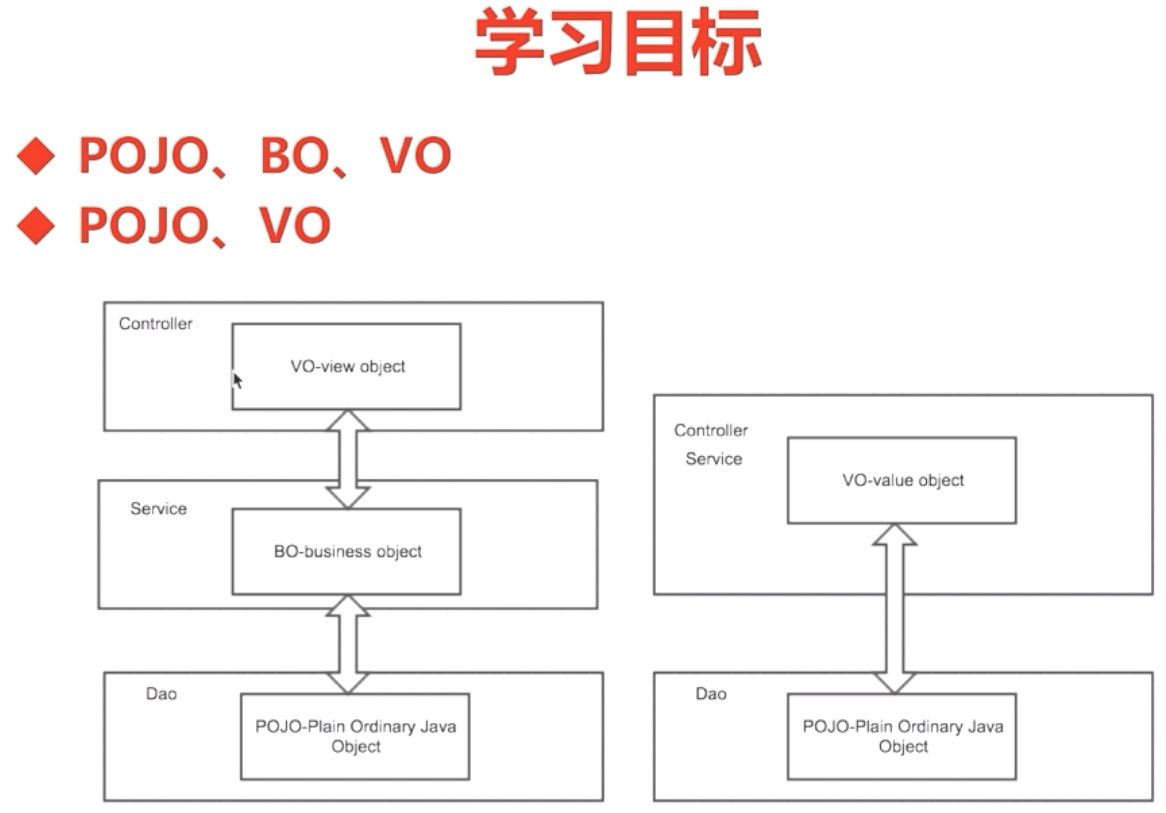 学习目标
◆ POJO、BO、VO
◆ POJO、VO
Controller
VO-view object
Service
BO-business object
Dao
POJO-Plain Ordinary Java
Object
Controller
Service
VO-value object
Dao
POJO-Plain Ordinary Java
Object